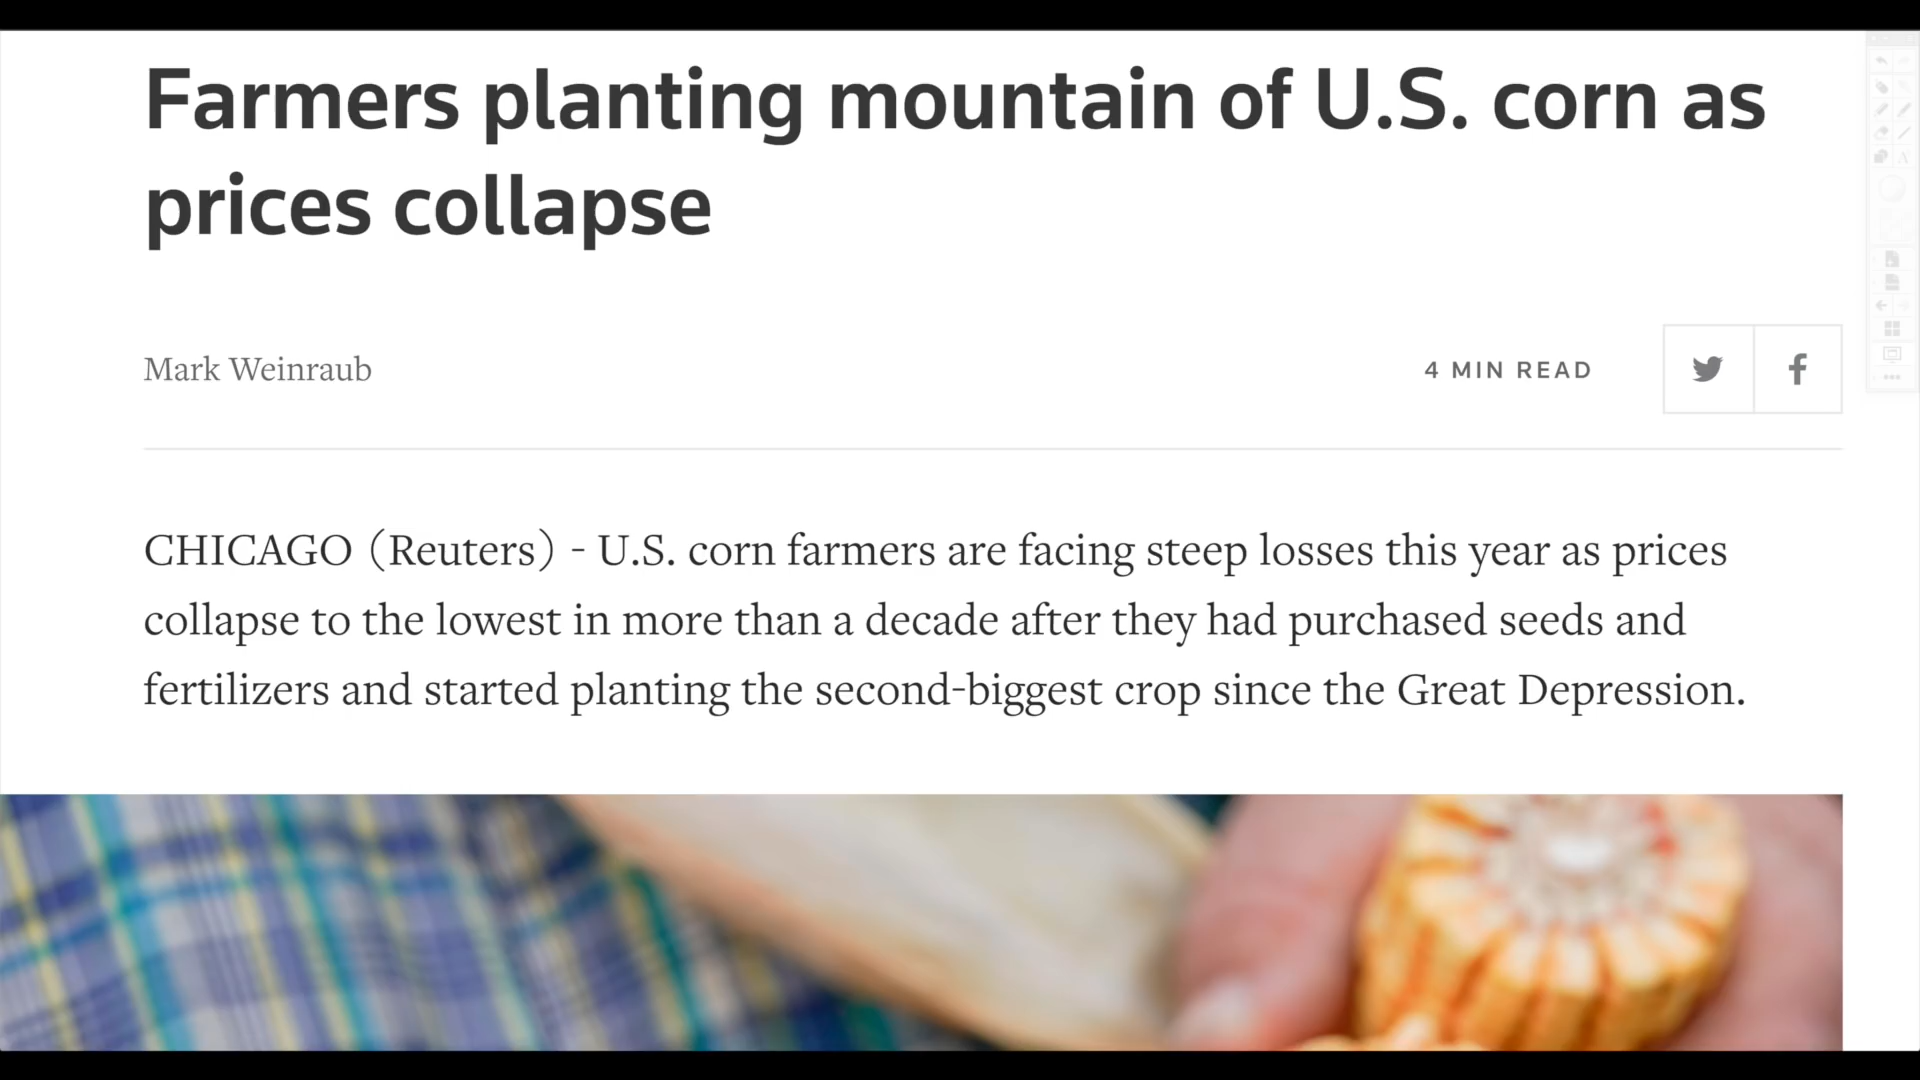 Farmers planting mountain of U.S. corn as
prices collapse
Mark Weinraub
4 MIN READ
CHICAGO (Reuters) - U.S. corn farmers are facing steep losses this year as prices
collapse to the lowest in more than a decade after they had purchased seeds and
fertilizers and started planting the second-biggest crop since the Great Depression.